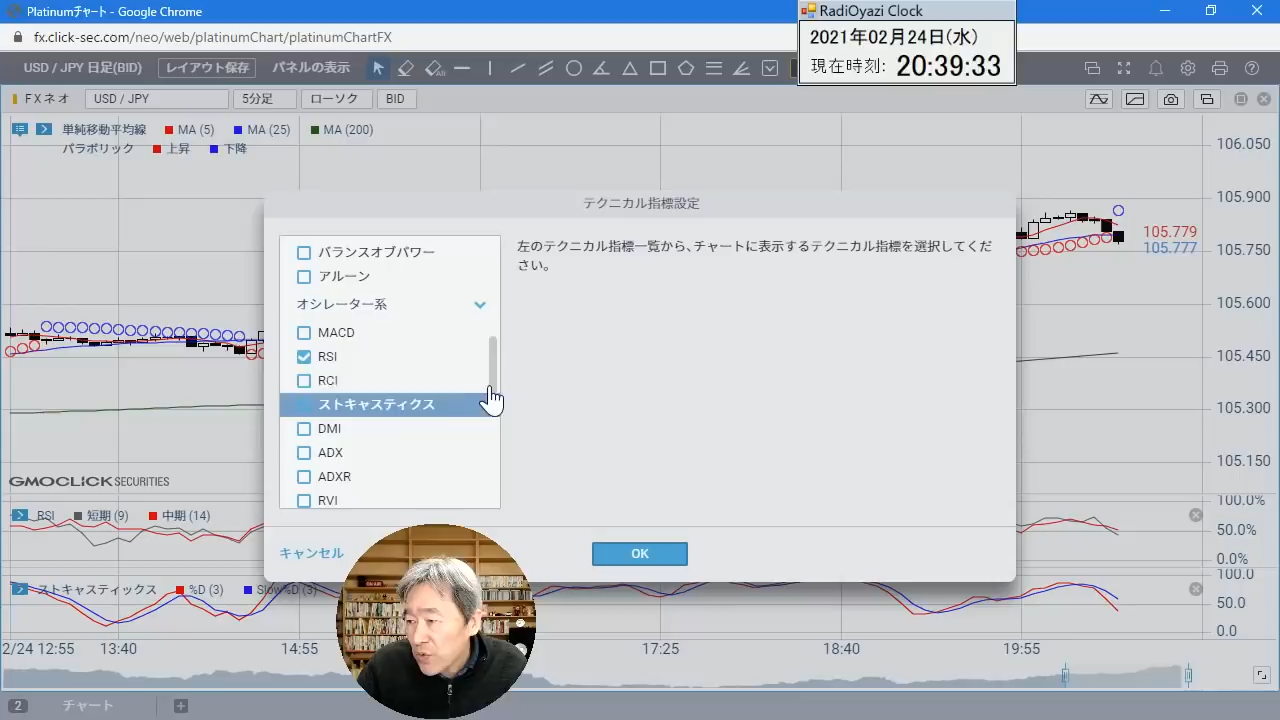 Platinumチャート - Google Chrome
RadiOyazi Clock
fx.click-sec.com/neo/web/platinumChart/platinumChartFX
2021年02月24日(水)
現在時刻: 20:39:33
USD / JPY 日足(BID) レイアウト保存 パネルの表示
FXネオ USD / JPY 5分足 ローソク BID
単純移動平均線 MA (5) MA (25) MA (200)
パラボリック 上昇 下降
106.050
105.900
105.779
105.777
105.750
105.600
105.450
105.300
105.150
テクニカル指標設定
バランスオブパワー
アルーン
オシレーター系
MACD
RSI
RCI
ストキャスティクス
DMI
ADX
ADXR
RVI
左のテクニカル指標一覧から、チャートに表示するテクニカル指標を選択してくだ
さい。
キャンセル OK
GMOCLICK SECURITIES
RSI 短期 (9) 中期 (14)
100.0%
50.0%
0.0%
ストキャスティクス %D (3) Slow%D (3)
100.0
50.0
0.0
2/24 12:55 13:40 14:55 17:25 18:40 19:55
2 チャート